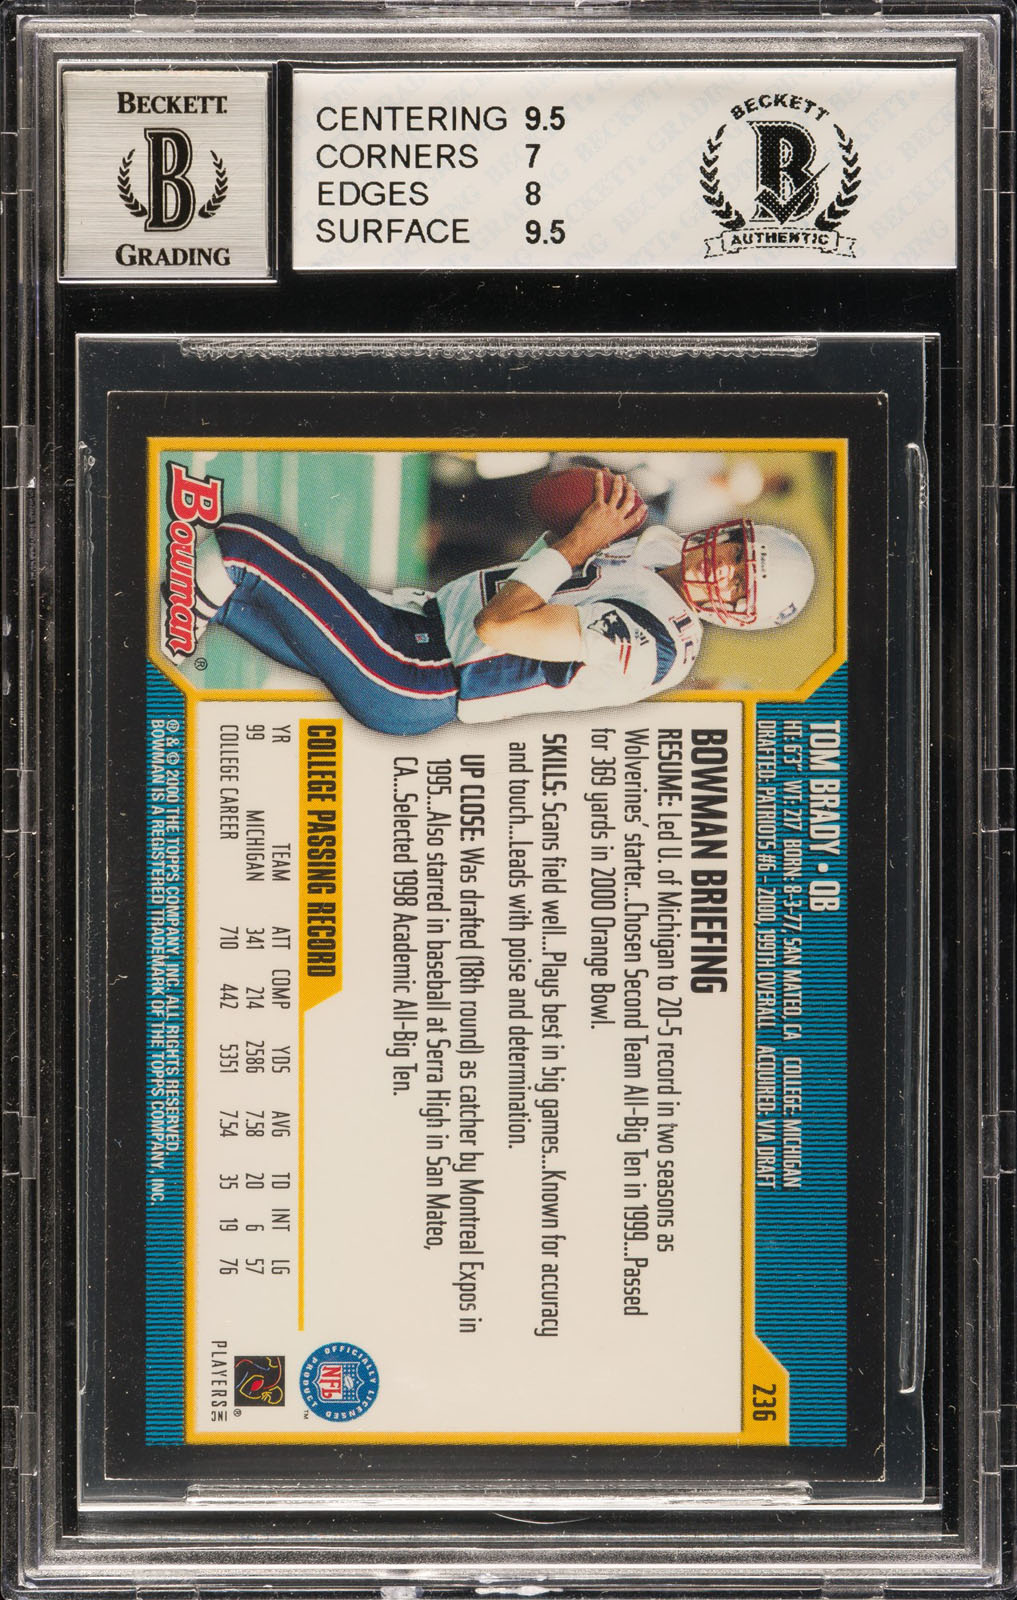 BECKETT
B
GRADING
CENTERING 9.5
CORNERS 7
EDGES 8
SURFACE 9.5
BECKETT
B
AUTHENTIC
Bowman®
12
TOM BRADY • QB
HT: 6'3" WT: 217 BORN: 8-3-77, SAN MATEO, CA COLLEGE: MICHIGAN
DRAFTED: PATRIOTS #6 - 2000, 199TH OVERALL ACQUIRED: VIA DRAFT
236
BOWMAN BRIEFING
RESUME: Led U. of Michigan to 20-5 record in two seasons as
Wolverines' starter...Chosen Second Team All-Big Ten in 1999...Passed
for 369 yards in 2000 Orange Bowl.
SKILLS: Scans field well...Plays best in big games...Known for accuracy
and touch...Leads with poise and determination.
UP CLOSE: Was drafted (18th round) as catcher by Montreal Expos in
1995...Also starred in baseball at Serra High in San Mateo,
CA...Selected 1998 Academic All-Big Ten.
COLLEGE PASSING RECORD
YR TEAM ATT COMP YDS AVG TD INT LG
99 MICHIGAN 341 214 2586 7.58 20 6 57
COLLEGE CAREER 710 442 5351 7.54 35 19 76
OFFICIALLY LICENSED PRODUCT
NFL
™
PLAYERS INC
®
® & © 2000 THE TOPPS COMPANY, INC. ALL RIGHTS RESERVED.
BOWMAN IS A REGISTERED TRADEMARK OF THE TOPPS COMPANY, INC.